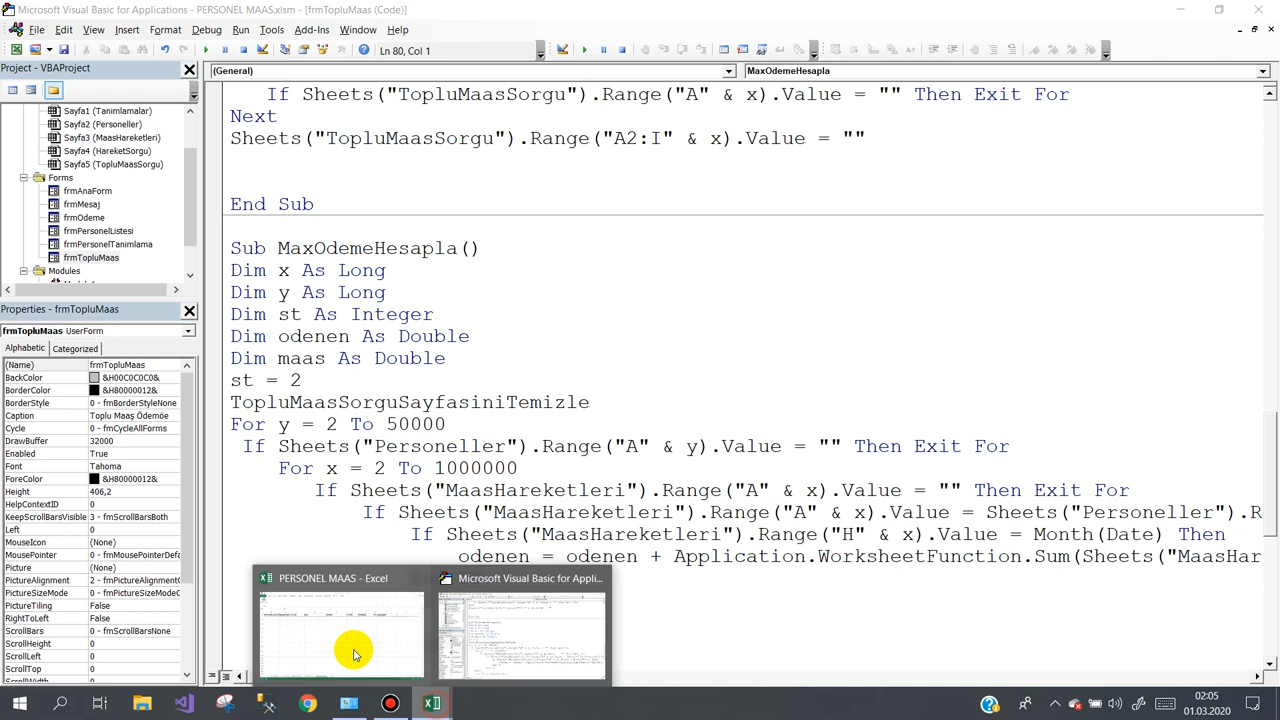 Microsoft Visual Basic for Applications - PERSONEL MAAS.xlsm - [frmTopluMaas (Code)]
File Edit View Insert Format Debug Run Tools Add-Ins Window Help
Ln 80, Col 1
Project - VBAProject
(General) MaxOdemeHesapla
Sayfa1 (Tanimlamalar)
Sayfa2 (Personeller)
Sayfa3 (MaasHareketleri)
Sayfa4 (HareketSorgu)
Sayfa5 (TopluMaasSorgu)
Forms
frmAnaForm
frmMesaj
frmOdeme
frmPersonelListesi
frmPersonelTanimlama
frmTopluMaas
Modules
Properties - frmTopluMaas
frmTopluMaas UserForm
Alphabetic Categorized
(Name) frmTopluMaas
BackColor &H00C0C0C0&
BorderColor &H80000012&
BorderStyle 0 - fmBorderStyleNone
Caption Toplu Maaş Ödemöe
Cycle 0 - fmCycleAllForms
DrawBuffer 32000
Enabled True
Font Tahoma
ForeColor &H80000012&
Height 406,2
HelpContextID 0
KeepScrollBarsVisible 3 - fmScrollBarsBoth
Left 0
MouseIcon (None)
MousePointer 0 - fmMousePointerDefa
Picture (None)
PictureAlignment 2 - fmPictureAlignment
PictureSizeMode 0 - fmPictureSizeMode
PictureTiling False
RightToLeft False
ScrollBars 0 - fmScrollBarsNone
ScrollHeight 0
ScrollLeft 0
ScrollTop 0
If Sheets("TopluMaasSorgu").Range("A" & x).Value = "" Then Exit For
Next
Sheets("TopluMaasSorgu").Range("A2:I" & x).Value = ""
End Sub
Sub MaxOdemeHesapla()
Dim x As Long
Dim y As Long
Dim st As Integer
Dim odenen As Double
Dim maas As Double
st = 2
TopluMaasSorguSayfasiniTemizle
For y = 2 To 50000
If Sheets("Personeller").Range("A" & y).Value = "" Then Exit For
For x = 2 To 1000000
If Sheets("MaasHareketleri").Range("A" & x).Value = "" Then Exit For
If Sheets("MaasHareketleri").Range("A" & x).Value = Sheets("Personeller").R
If Sheets("MaasHareketleri").Range("H" & x).Value = Month(Date) Then
odenen = odenen + Application.WorksheetFunction.Sum(Sheets("MaasHar
PERSONEL MAAS - Excel
Microsoft Visual Basic for Appli...
02:05
01.03.2020